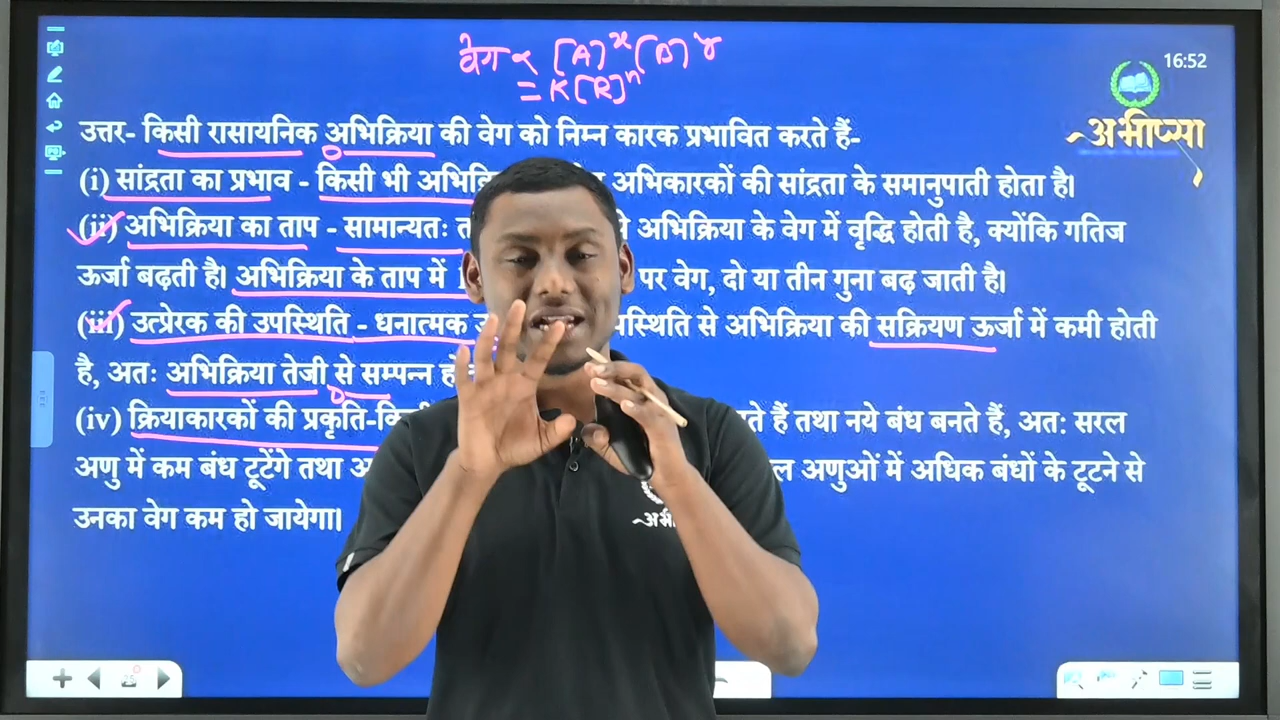 वेग ∝ [A]^x [B]^y
= K[R]^n
16:52
अभीप्सा
उत्तर- किसी रासायनिक अभिक्रिया की वेग को निम्न कारक प्रभावित करते हैं-
(i) सांद्रता का प्रभाव - किसी भी अभिकारकों की सांद्रता के समानुपाती होता है।
(ii) अभिक्रिया का ताप - सामान्यतः अभिक्रिया के वेग में वृद्धि होती है, क्योंकि गतिज
ऊर्जा बढ़ती है। अभिक्रिया के ताप में पर वेग, दो या तीन गुना बढ़ जाती है।
(iii) उत्प्रेरक की उपस्थिति - धनात्मक से अभिक्रिया की सक्रियण ऊर्जा में कमी होती
है, अतः अभिक्रिया तेजी से सम्पन्न
(iv) क्रियाकारकों की प्रकृति- हैं तथा नये बंध बनते हैं, अत: सरल
अणु में कम बंध टूटेंगे तथा अणुओं में अधिक बंधों के टूटने से
उनका वेग कम हो जायेगा।
25